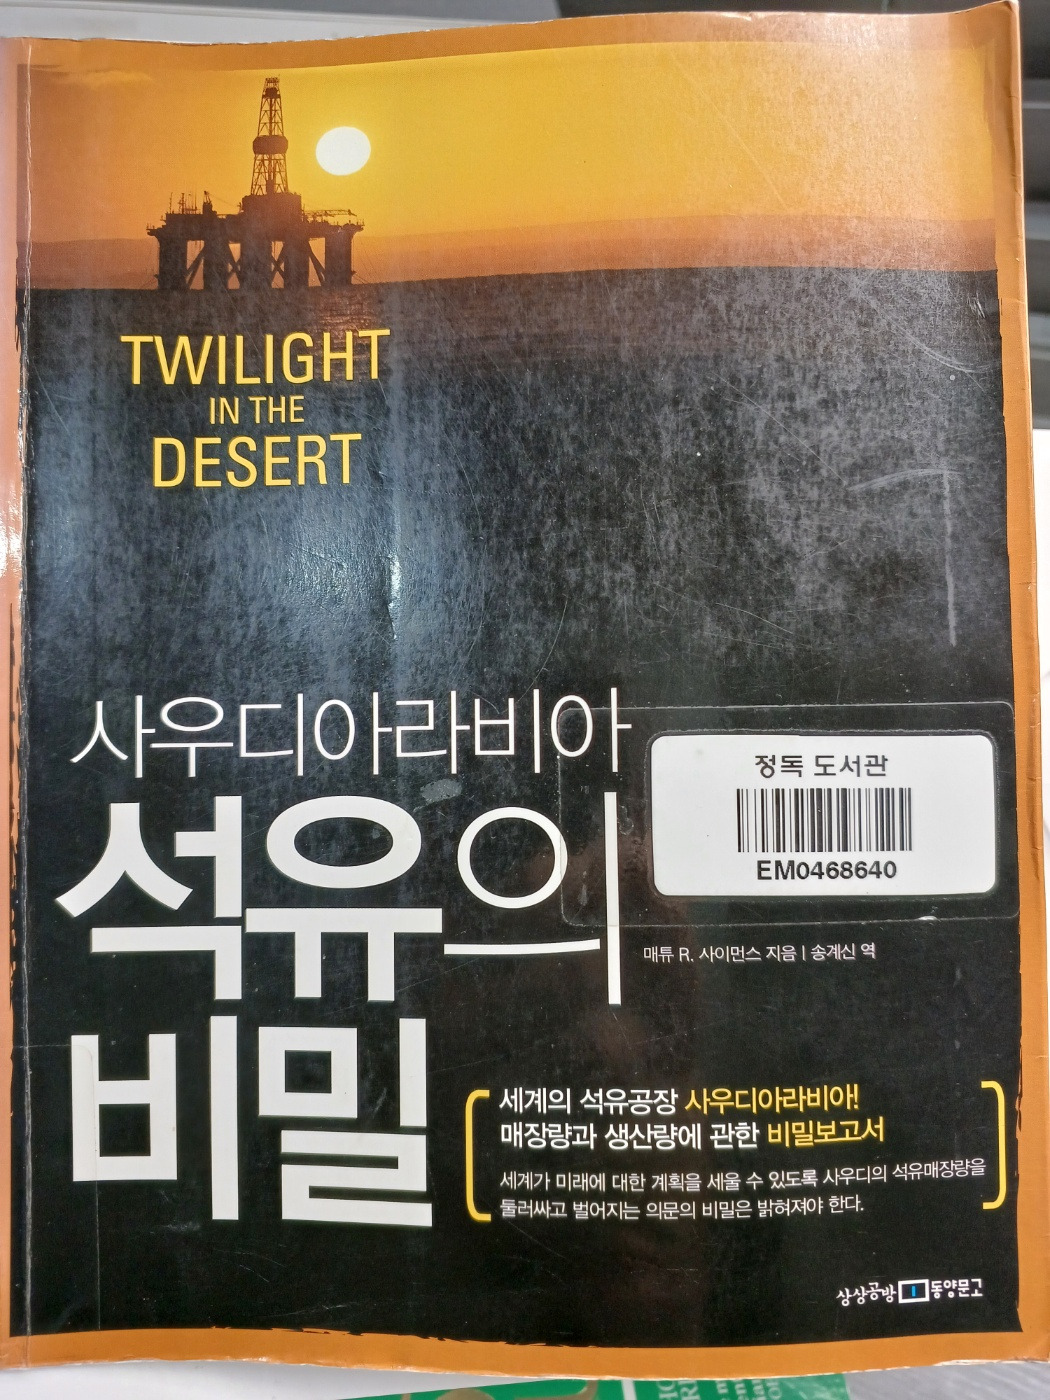 TWILIGHT
IN THE
DESERT
사우디아라비아
석유의
비밀
정독 도서관
EM0468640
매튜 R. 사이먼스 지음 | 송계신 역
세계의 석유공장 사우디아라비아!
매장량과 생산량에 관한 비밀보고서
세계가 미래에 대한 계획을 세울 수 있도록 사우디의 석유매장량을
둘러싸고 벌어지는 의문의 비밀은 밝혀져야 한다.
상상공방 동양문고